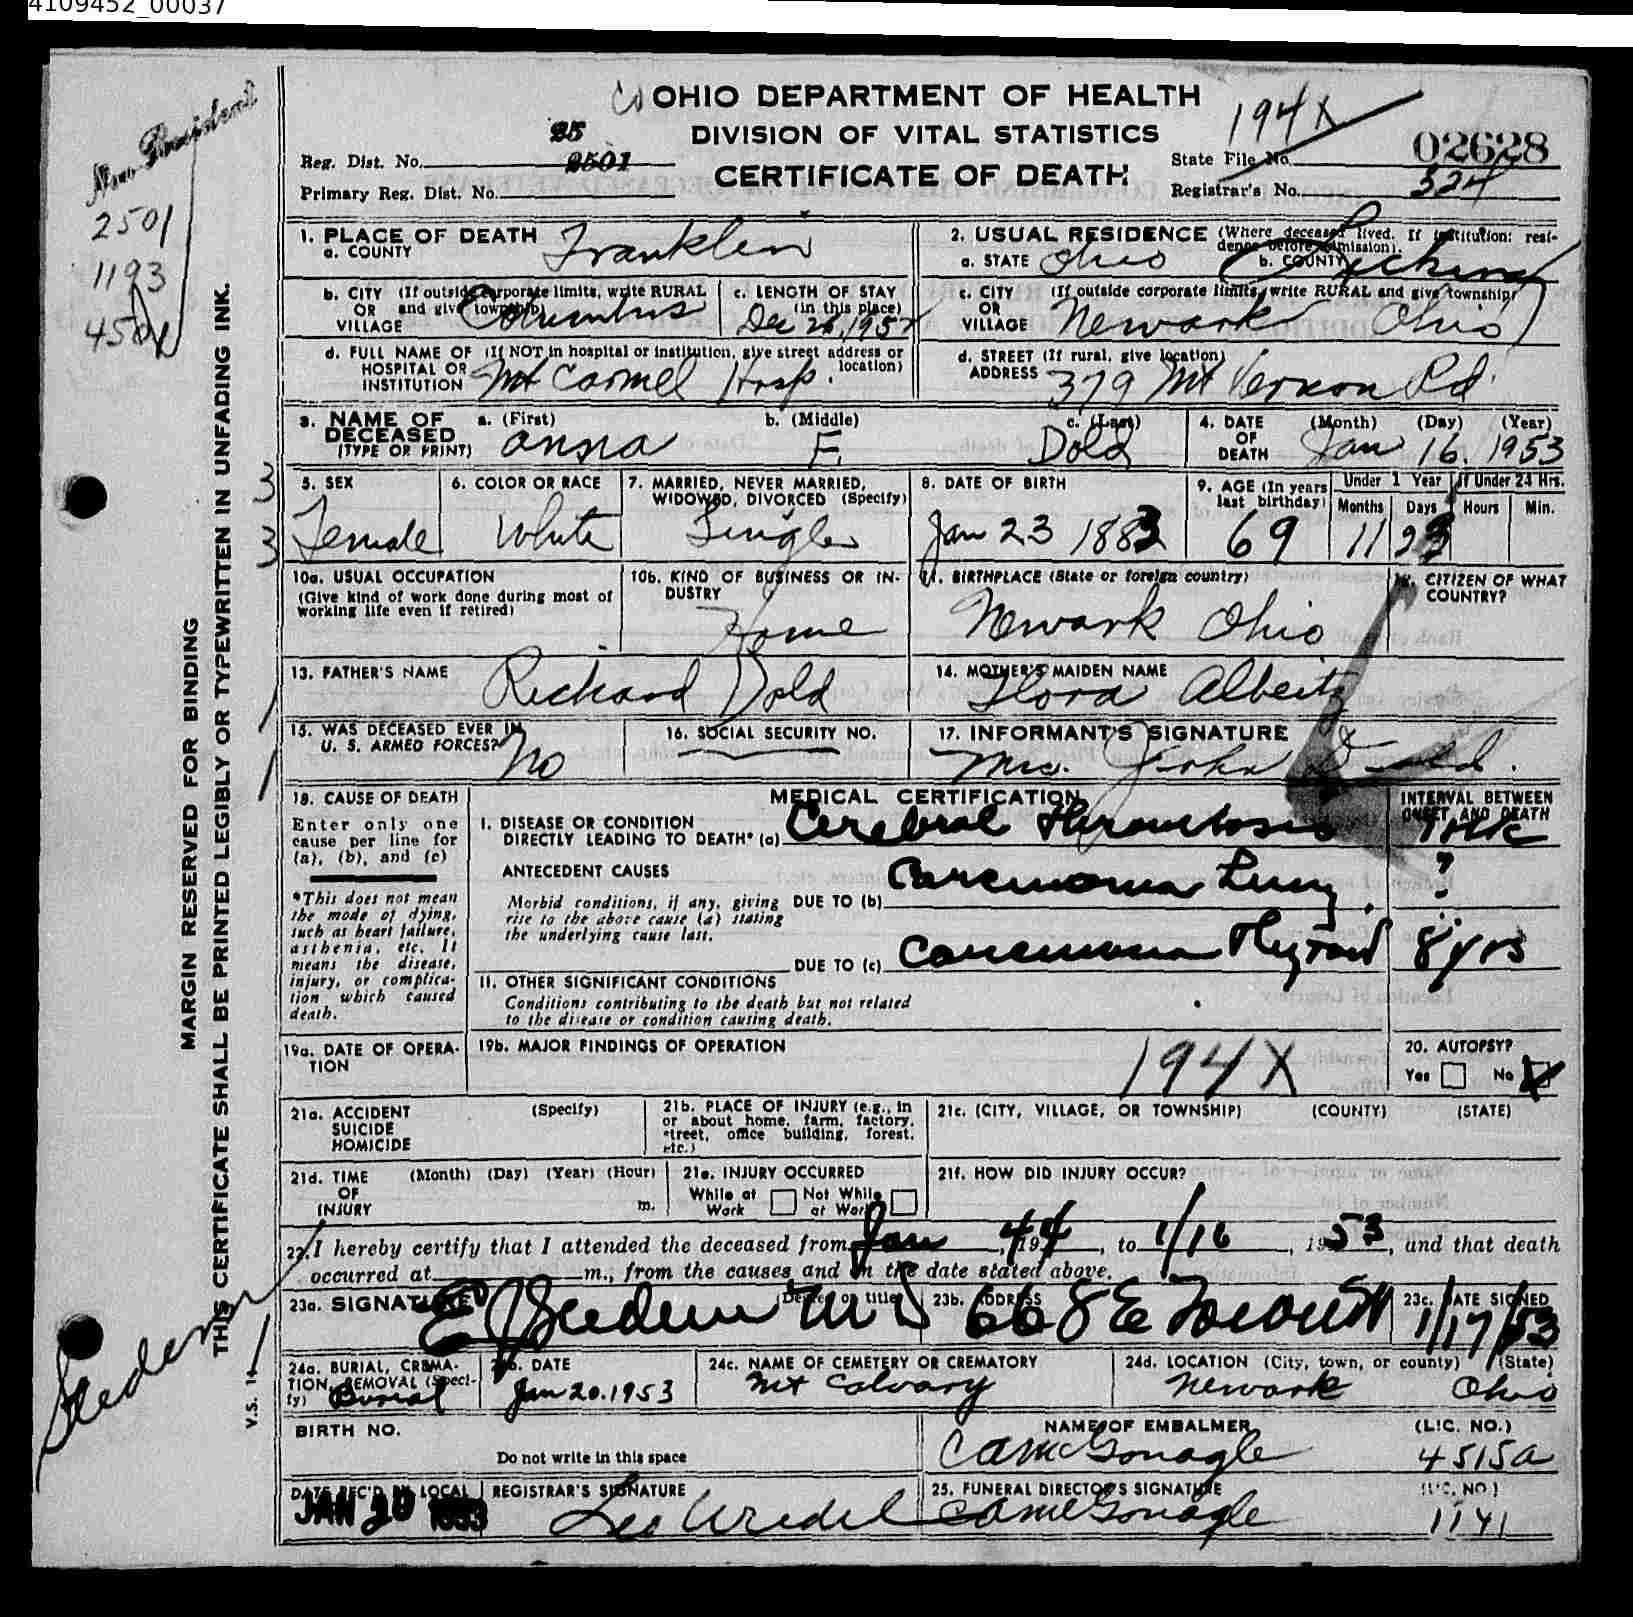 4109452_00037
Non Resident
2501
1193
4504
OHIO DEPARTMENT OF HEALTH
DIVISION OF VITAL STATISTICS
CERTIFICATE OF DEATH
194X
02628
Reg. Dist. No. 25
2501
Primary Reg. Dist. No.
State File No.
Registrar's No. 324
1. PLACE OF DEATH
a. COUNTY Franklin
2. USUAL RESIDENCE (Where deceased lived. If institution: residence before admission).
a. STATE Ohio b. COUNTY Licking
b. CITY (If outside corporate limits, write RURAL
OR and give township)
VILLAGE Columbus
c. LENGTH OF STAY
(in this place)
Dec 26, 1952
c. CITY (If outside corporate limits, write RURAL and give township)
OR
VILLAGE Newark Ohio
d. FULL NAME OF (If NOT in hospital or institution, give street address or
HOSPITAL OR location)
INSTITUTION Mt Carmel Hosp.
d. STREET (If rural, give location)
ADDRESS 379 Mt Vernon Rd.
3. NAME OF a. (First) b. (Middle) c. (Last)
DECEASED
(TYPE OR PRINT) Anna F. Dold
4. DATE (Month) (Day) (Year)
OF
DEATH Jan 16. 1953
5. SEX
Female
6. COLOR OR RACE
White
7. MARRIED, NEVER MARRIED,
WIDOWED, DIVORCED (Specify)
Single
8. DATE OF BIRTH
Jan 23 1883
9. AGE (In years
last birthday)
69
Under 1 Year If Under 24 Hrs.
Months Days Hours Min.
11 23
10a. USUAL OCCUPATION
(Give kind of work done during most of
working life even if retired)
10b. KIND OF BUSINESS OR INDUSTRY
Home
11. BIRTHPLACE (State or foreign country)
Newark Ohio
12. CITIZEN OF WHAT
COUNTRY?
13. FATHER'S NAME Richard Dold
14. MOTHER'S MAIDEN NAME
Flora Albeitz
15. WAS DECEASED EVER IN
U. S. ARMED FORCES? No
16. SOCIAL SECURITY NO.
17. INFORMANT'S SIGNATURE
Mrs. John Dold.
18. CAUSE OF DEATH
Enter only one
cause per line for
(a), (b), and (c)
*This does not mean
the mode of dying,
such as heart failure,
asthenia, etc. It
means the disease,
injury, or complica-
tion which caused
death.
MEDICAL CERTIFICATION
INTERVAL BETWEEN
ONSET AND DEATH
I. DISEASE OR CONDITION
DIRECTLY LEADING TO DEATH* (a) Cerebral Thrombosis 1 wk
ANTECEDENT CAUSES
Morbid conditions, if any, giving
rise to the above cause (a) stating
the underlying cause last.
DUE TO (b) Carcinoma Lung ?
DUE TO (c) Carcinoma Thyroid 8 yrs
II. OTHER SIGNIFICANT CONDITIONS
Conditions contributing to the death but not related
to the disease or condition causing death.
19a. DATE OF OPERA-
TION
19b. MAJOR FINDINGS OF OPERATION
194X
20. AUTOPSY?
Yes No
21a. ACCIDENT (Specify)
SUICIDE
HOMICIDE
21b. PLACE OF INJURY (e.g., in
or about home, farm, factory,
street, office building, forest,
etc.)
21c. (CITY, VILLAGE, OR TOWNSHIP) (COUNTY) (STATE)
21d. TIME (Month) (Day) (Year) (Hour)
OF
INJURY m.
21e. INJURY OCCURRED
While at Work Not While at Work
21f. HOW DID INJURY OCCUR?
22. I hereby certify that I attended the deceased from Jan, 1944, to 1/16, 1953, and that death
occurred at m., from the causes and on the date stated above.
23a. SIGNATURE (Degree or title)
23b. ADDRESS
668 E
23c. DATE SIGNED
1/17/53
24a. BURIAL, CREMA-
TION, REMOVAL (Speci-
fy) Burial
24b. DATE
Jan 20. 1953
24c. NAME OF CEMETERY OR CREMATORY
Mt Calvary
24d. LOCATION (City, town, or county) (State)
Newark Ohio
BIRTH NO.
Do not write in this space
NAME OF EMBALMER (LIC. NO.)
CA McGonagle 4515a
DATE REC'D BY LOCAL
JAN 20 1953
REGISTRAR'S SIGNATURE
25. FUNERAL DIRECTOR'S SIGNATURE (LIC. NO.)
CA McGonagle 1141
MARGIN RESERVED FOR BINDING
THIS CERTIFICATE SHALL BE PRINTED LEGIBLY OR TYPEWRITTEN IN UNFADING INK.
V.S. 14
3
3
1
1